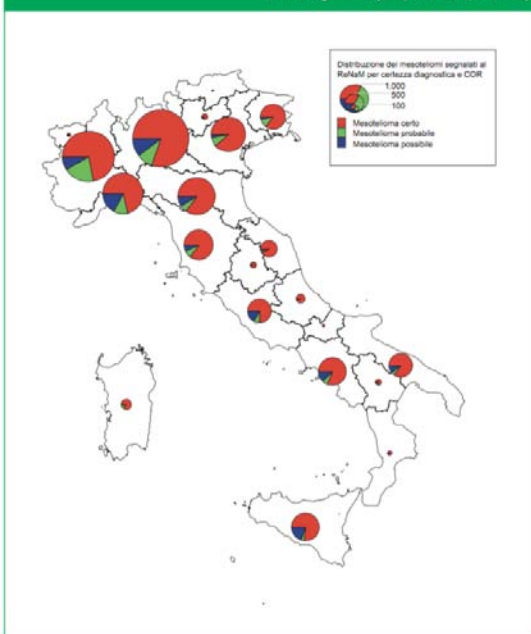 Distribuzione dei mesoteliomi segnalati al
ReNaM per certezza diagnostica e COR
1,000
500
100
Mesotelioma certo
Mesotelioma probabile
Mesotelioma possibile